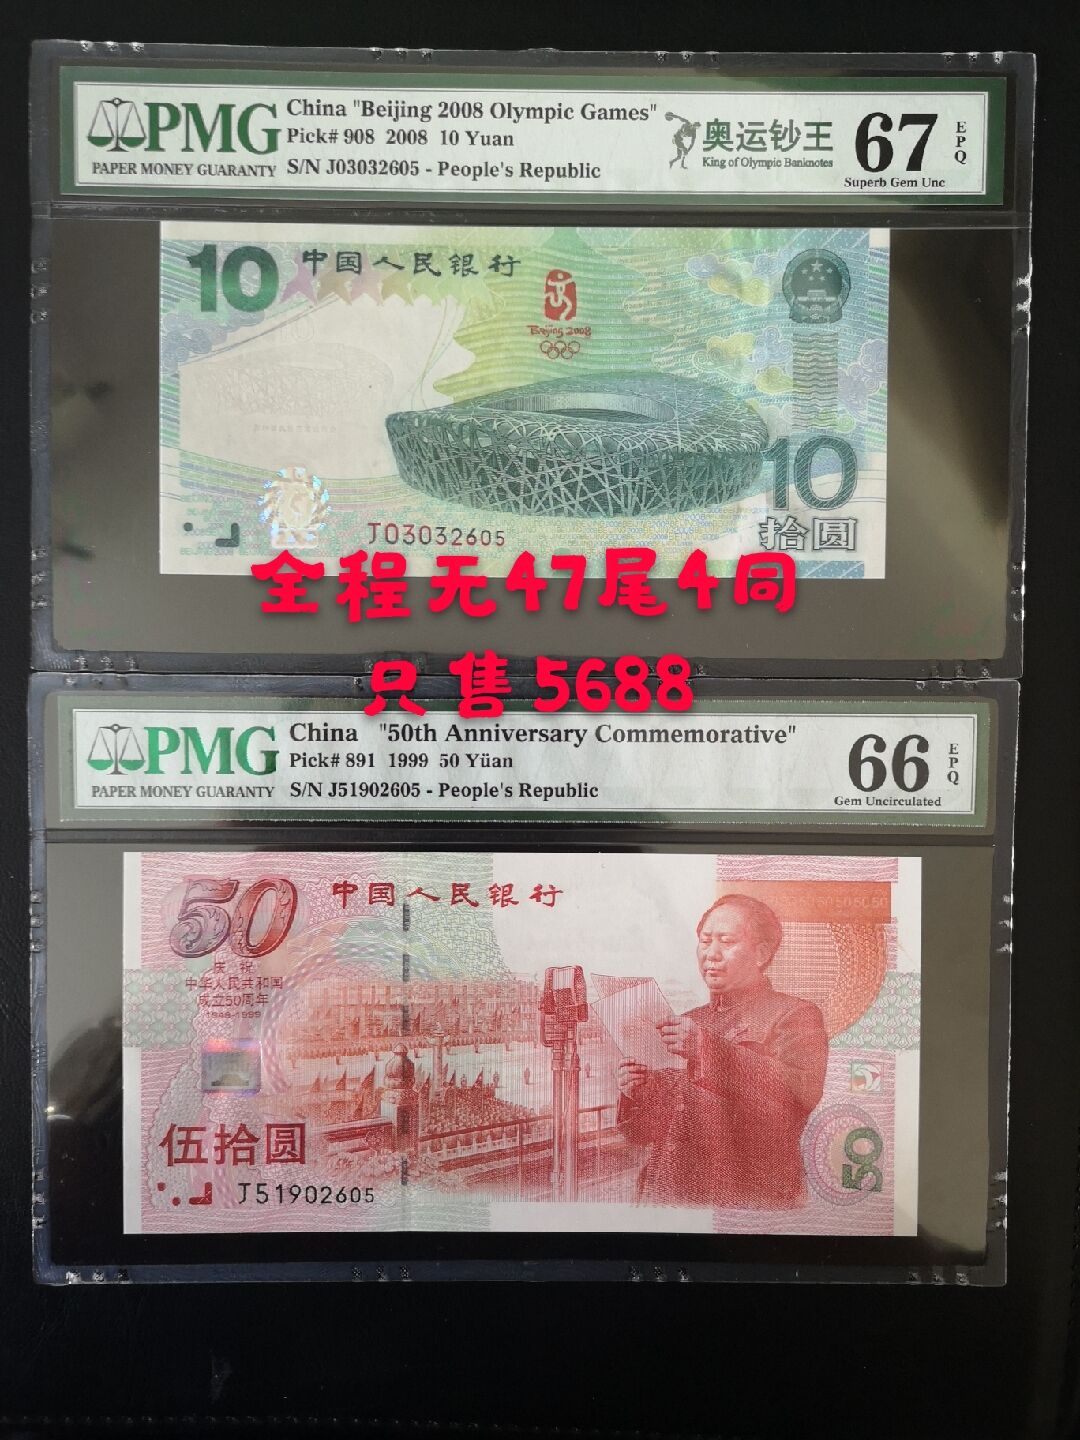 PMG
PAPER MONEY GUARANTY
China "Beijing 2008 Olympic Games"
Pick# 908 2008 10 Yuan
S/N J03032605 - People's Republic
奥运钞王
King of Olympic Banknotes
67
EPQ
Superb Gem Unc
10
中国人民银行
Beijing 2008
10
拾圆
J03032605
全程无47尾4同
只售5688
PMG
PAPER MONEY GUARANTY
China "50th Anniversary Commemorative"
Pick# 891 1999 50 Yüan
S/N J51902605 - People's Republic
66
EPQ
Gem Uncirculated
50
中国人民银行
庆祝
中华人民共和国
成立50周年
1949-1999
伍拾圆
J51902605
50